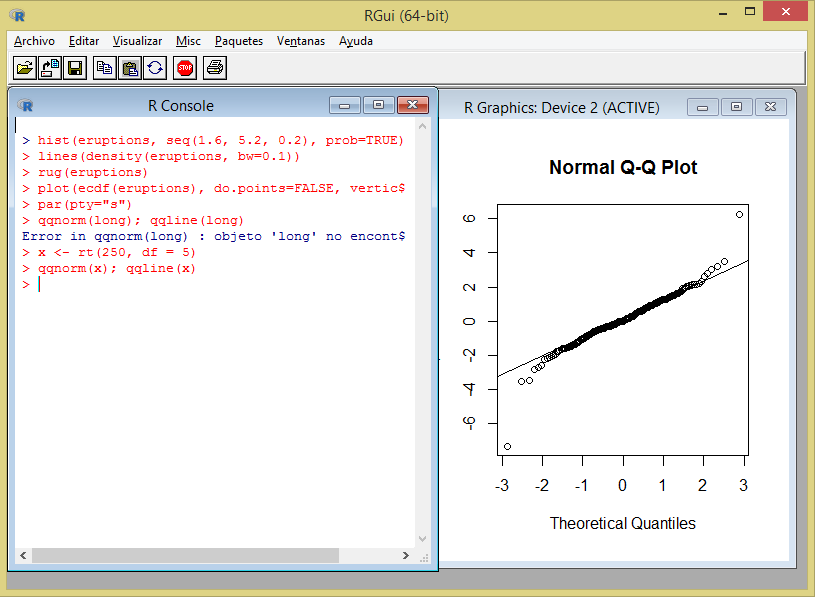 RGui (64-bit)
Archivo Editar Visualizar Misc Paquetes Ventanas Ayuda
STOP
R Console
> hist(eruptions, seq(1.6, 5.2, 0.2), prob=TRUE)
> lines(density(eruptions, bw=0.1))
> rug(eruptions)
> plot(ecdf(eruptions), do.points=FALSE, vertic$
> par(pty="s")
> qqnorm(long); qqline(long)
Error in qqnorm(long) : objeto 'long' no encont$
> x <- rt(250, df = 5)
> qqnorm(x); qqline(x)
>
R Graphics: Device 2 (ACTIVE)
Normal Q-Q Plot
6
4
2
0
-2
-4
-6
-3 -2 -1 0 1 2 3
Theoretical Quantiles